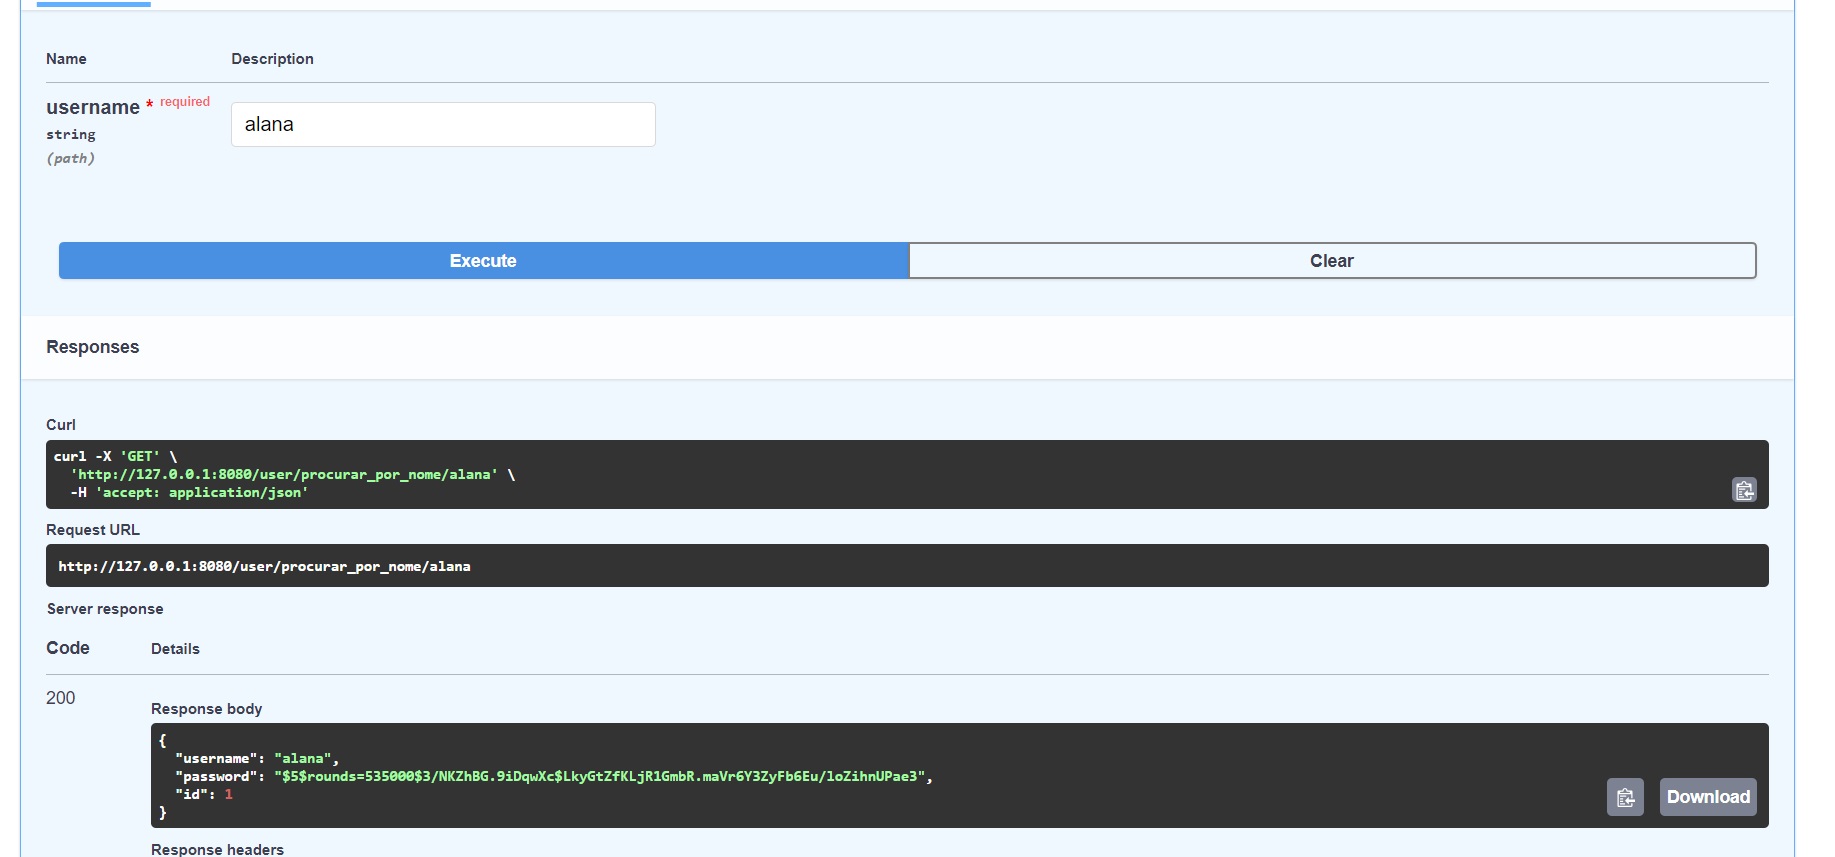 Name Description
username * required
alana
string
(path)
Execute Clear
Responses
Curl
curl -X 'GET' \
'http://127.0.0.1:8080/user/procurar_por_nome/alana' \
-H 'accept: application/json'
Request URL
http://127.0.0.1:8080/user/procurar_por_nome/alana
Server response
Code Details
200
Response body
{
"username": "alana",
"password": "$5$rounds=535000$3/NKZhBG.9iDqwXc$LkyGtZfKLjR1GmbR.maVr6Y3ZyFb6Eu/loZihnUPae3",
"id": 1
}
Download
Response headers